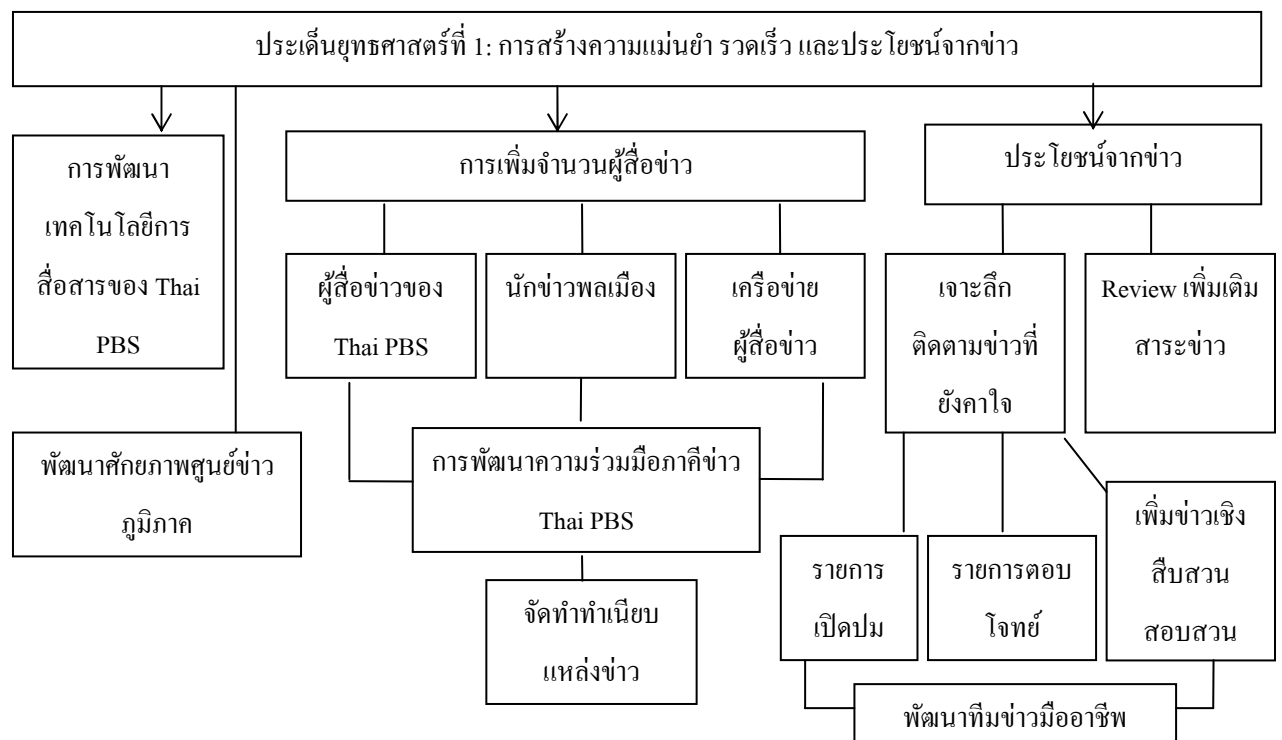 ประเด็นยุทธศาสตร์ที่ 1: การสร้างความแม่นยำ รวดเร็ว และประโยชน์จากข่าว
การพัฒนา
เทคโนโลยีการ
สื่อสารของ Thai
PBS
การเพิ่มจำนวนผู้สื่อข่าว
ประโยชน์จากข่าว
ผู้สื่อข่าวของ
Thai PBS
นักข่าวพลเมือง
เครือข่าย
ผู้สื่อข่าว
เจาะลึก
ติดตามข่าวที่
ยังคาใจ
Review เพิ่มเติม
สาระข่าว
พัฒนาศักยภาพศูนย์ข่าว
ภูมิภาค
การพัฒนาความร่วมมือภาคีข่าว
Thai PBS
จัดทำทำเนียบ
แหล่งข่าว
รายการ
เปิดปม
รายการตอบ
โจทย์
เพิ่มข่าวเชิง
สืบสวน
สอบสวน
พัฒนาทีมข่าวมืออาชีพ